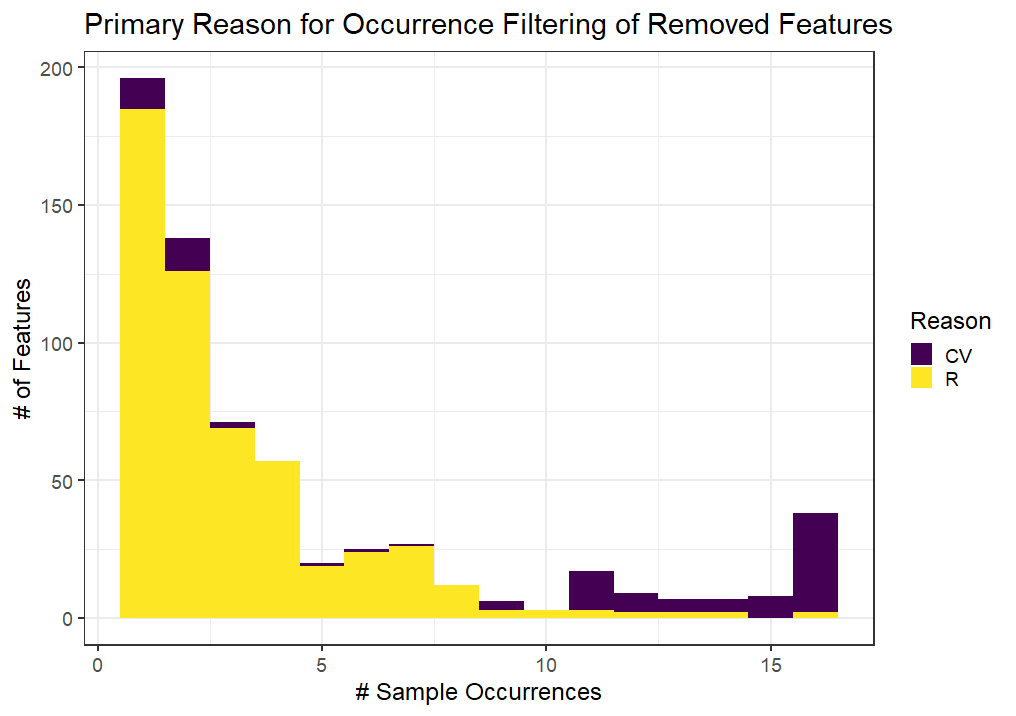 Primary Reason for Occurrence Filtering of Removed Features
200
150
100
50
0
# of Features
0 5 10 15
# Sample Occurrences
Reason
CV
R